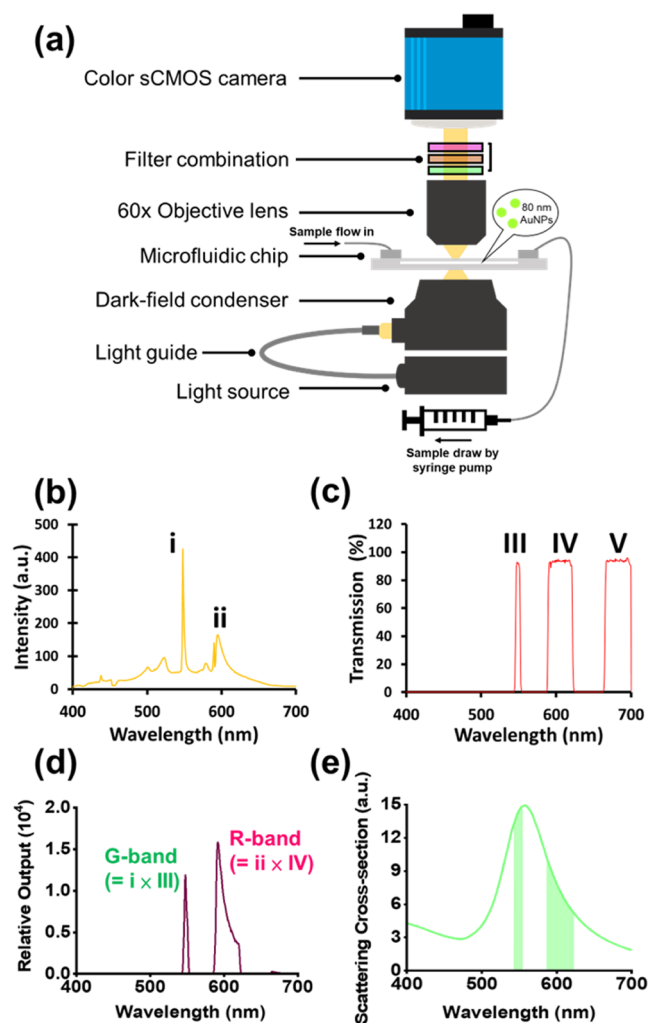 (a)
Color sCMOS camera
Filter combination
60x Objective lens
80 nm
AuNPs
Sample flow in
Microfluidic chip
Dark-field condenser
Light guide
Light source
Sample draw by
syringe pump
(b)
Intensity (a.u.)
500
400
300
200
100
0
i
ii
400 500 600 700
Wavelength (nm)
(c)
Transmission (%)
120
100
80
60
40
20
0
III IV V
400 500 600 700
Wavelength (nm)
(d)
Relative Output (10⁴)
2.0
1.5
1.0
0.5
0.0
G-band
(= i × III)
R-band
(= ii × IV)
400 500 600 700
Wavelength (nm)
(e)
Scattering Cross-section (a.u.)
15
12
9
6
3
0
400 500 600 700
Wavelength (nm)